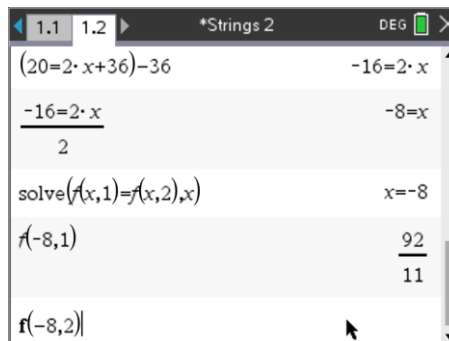 1.1 1.2 *Strings 2 DEG
(20=2·x+36)-36 -16=2·x
-16=2·x -8=x
2
solve(f(x,1)=f(x,2),x) x=-8
f(-8,1) 92
11
f(-8,2)